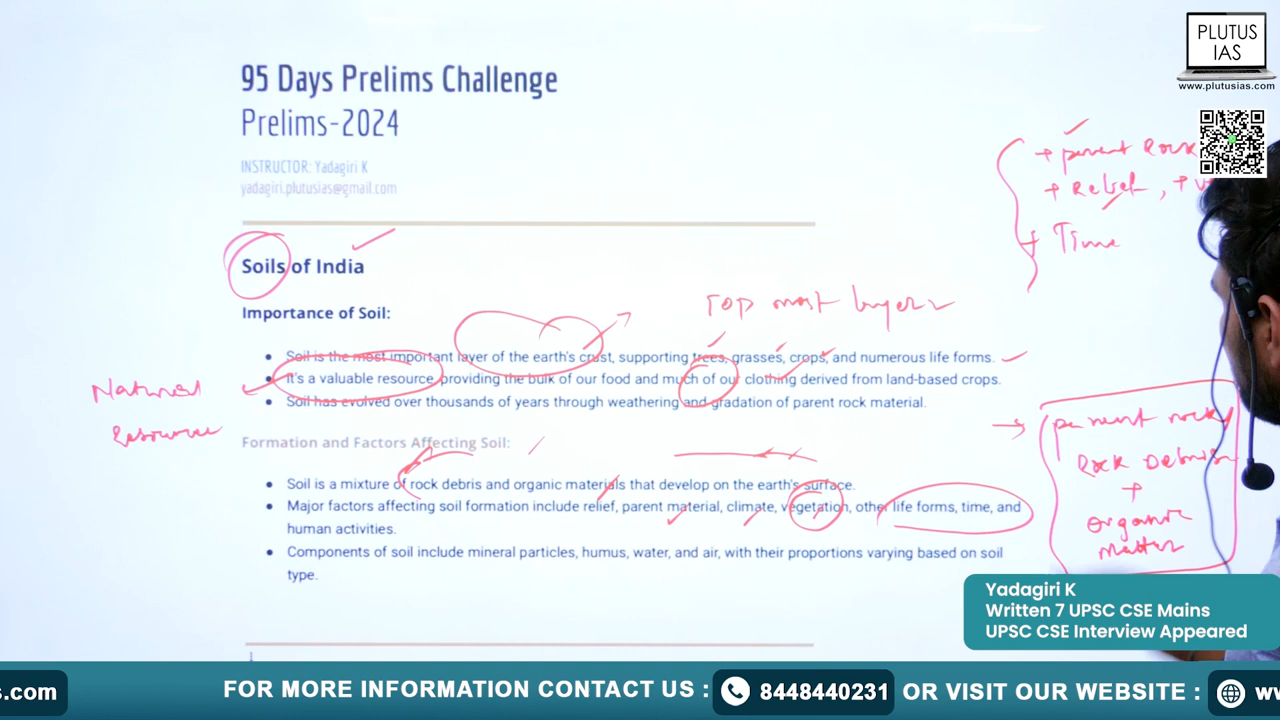 PLUTUS
IAS
www.plutusias.com
95 Days Prelims Challenge
Prelims-2024
INSTRUCTOR: Yadagiri K
yadagiri.plutusias@gmail.com
+ parent Rock
+ Relief, +
+ Time
Soils of India
Importance of Soil:
Top most layers
Soil is the most important layer of the earth's crust, supporting trees, grasses, crops, and numerous life forms.
It's a valuable resource, providing the bulk of our food and much of our clothing derived from land-based crops.
Soil has evolved over thousands of years through weathering and gradation of parent rock material.
Natural
Resource
Formation and Factors Affecting Soil:
Soil is a mixture of rock debris and organic materials that develop on the earth's surface.
Major factors affecting soil formation include relief, parent material, climate, vegetation, other life forms, time, and
human activities.
Components of soil include mineral particles, humus, water, and air, with their proportions varying based on soil
type.
→ parent rocks
Rock Debris
+
organic
matter
1
Yadagiri K
Written 7 UPSC CSE Mains
UPSC CSE Interview Appeared
s.com
FOR MORE INFORMATION CONTACT US : 8448440231 OR VISIT OUR WEBSITE :